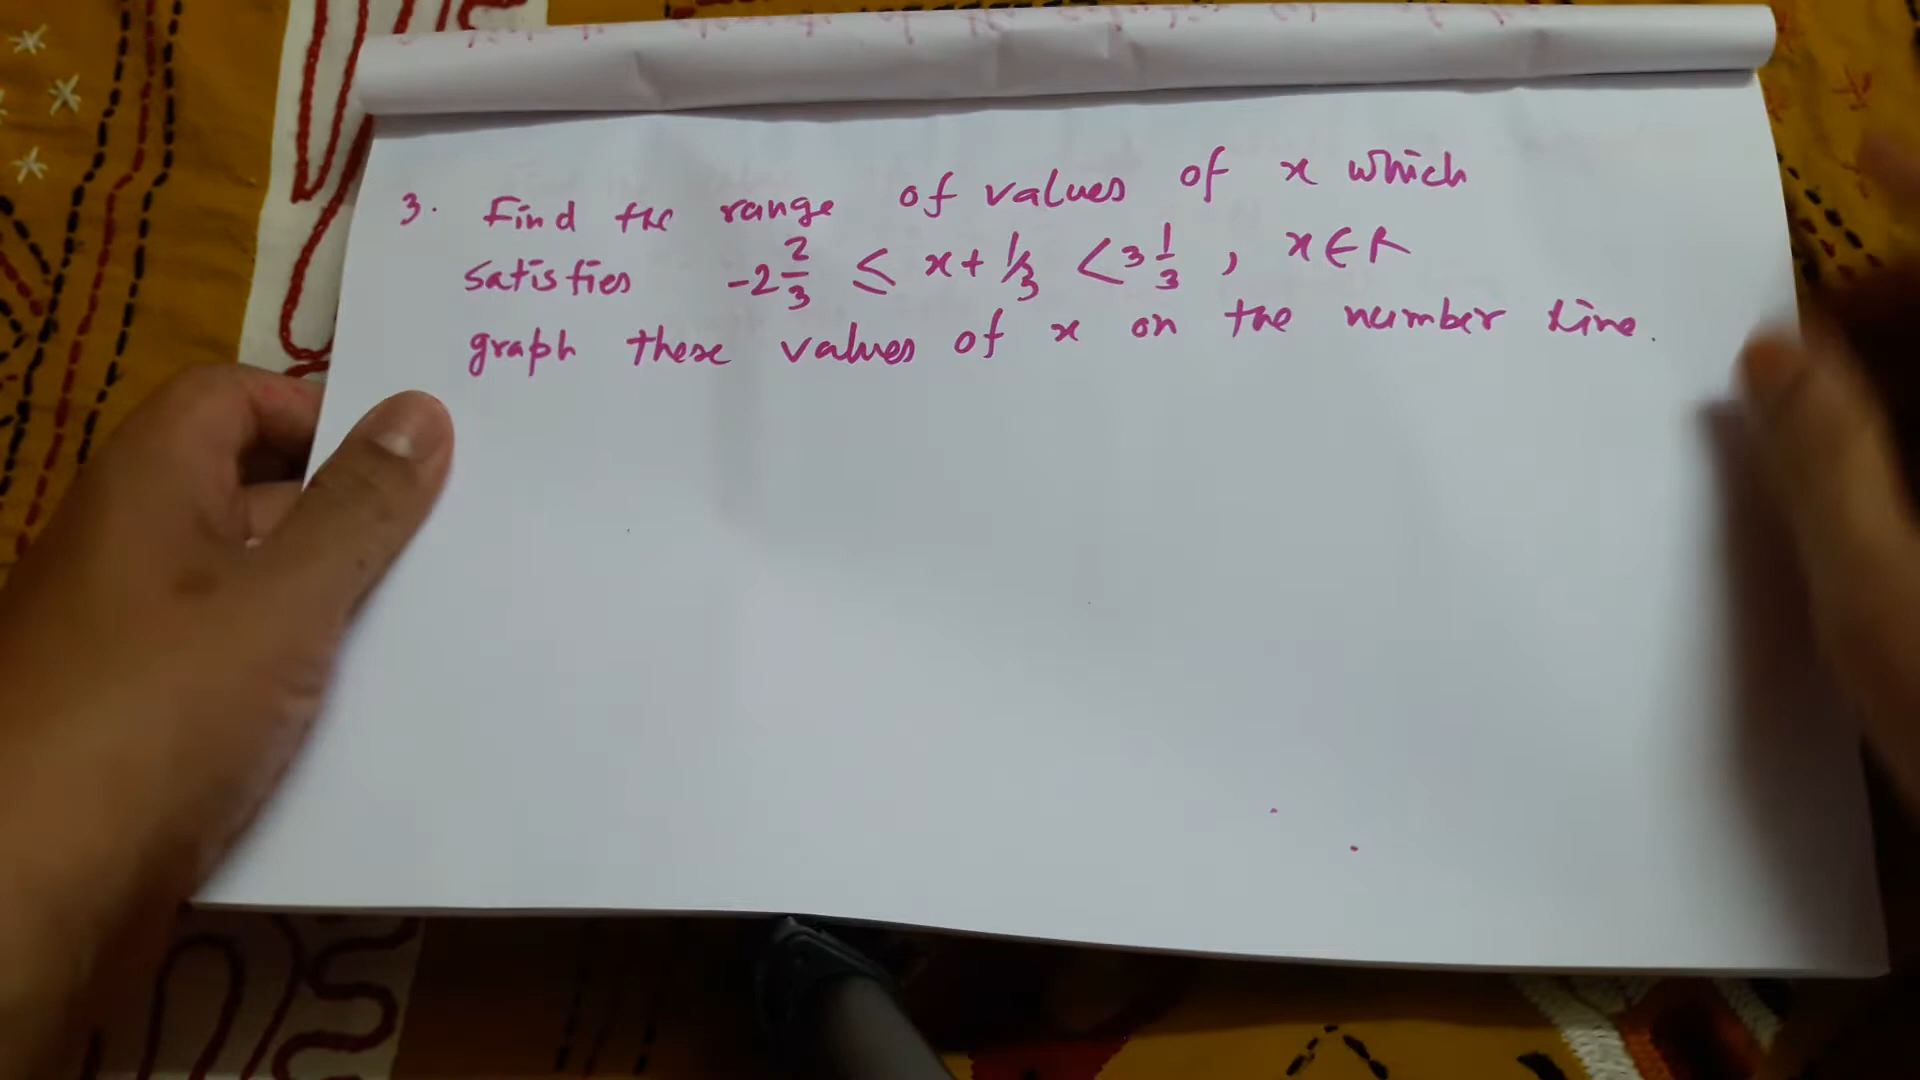 3. Find the range of values of x which
satisfies -2 2/3 ≤ x + 1/3 < 3 1/3 , x ∈ R
graph these values of x on the number line.